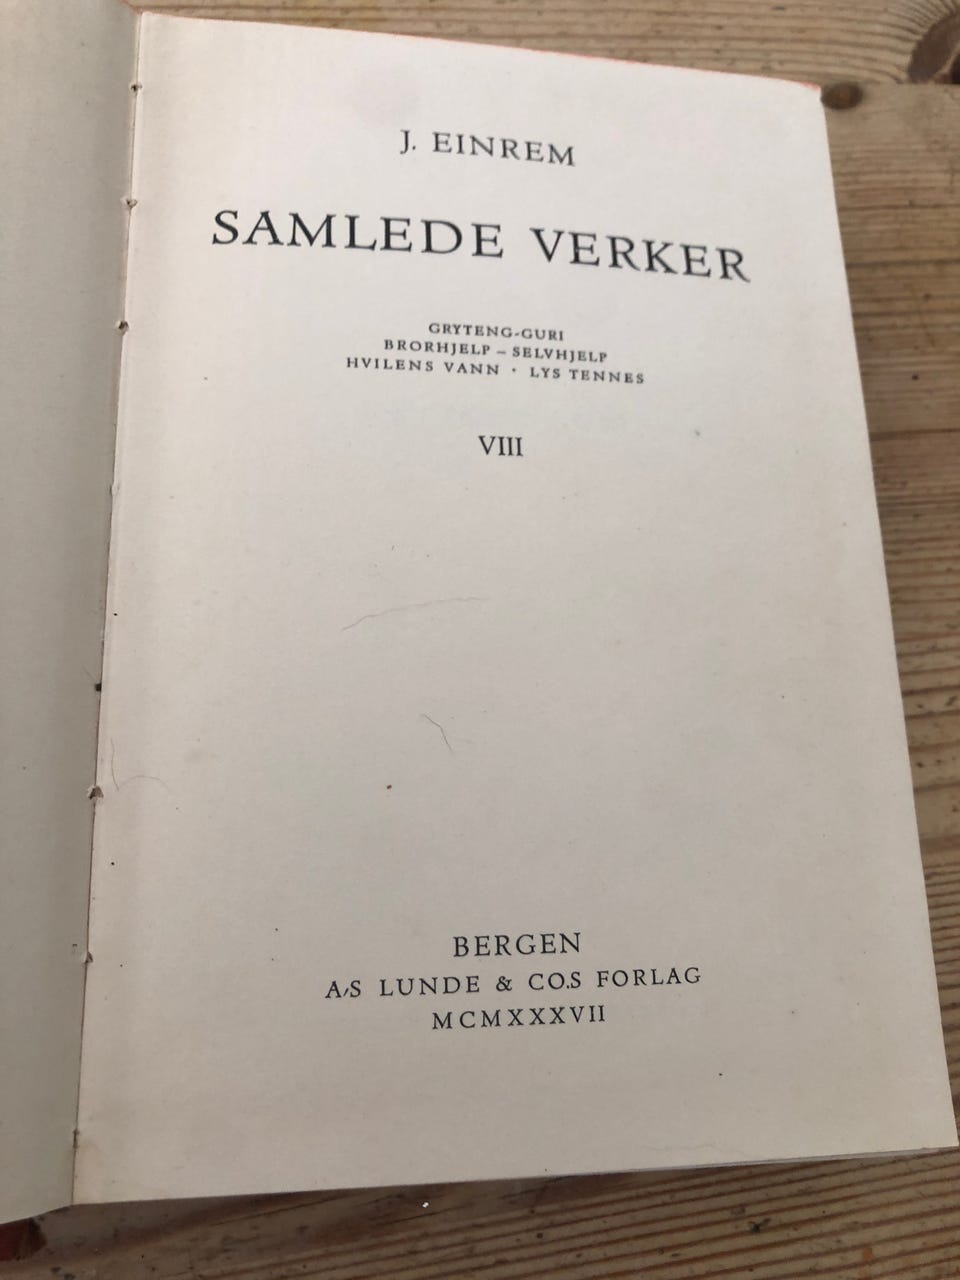 J. EINREM
SAMLEDE VERKER
GRYTENG-GURI
BRORHJELP – SELVHJELP
HVILENS VANN · LYS TENNES
VIII
BERGEN
A/S LUNDE & CO.S FORLAG
MCMXXXVII